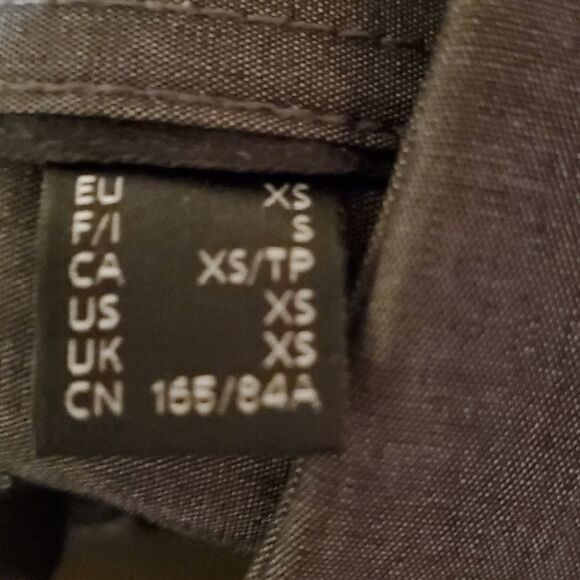 EU XS
F/I S
CA XS/TP
US XS
UK XS
CN 165/84A